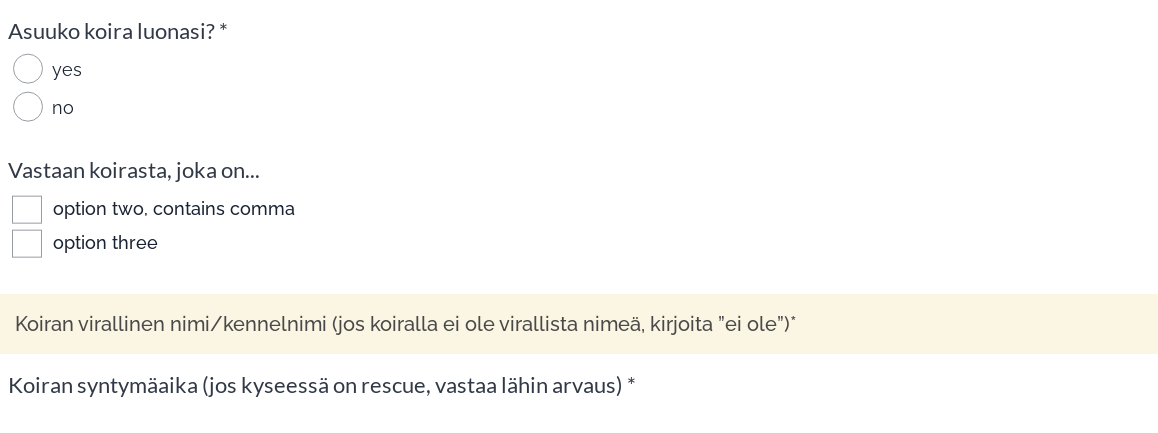 Asuuko koira luonasi? *
yes
no
Vastaan koirasta, joka on...
option two, contains comma
option three
Koiran virallinen nimi/kennelnimi (jos koiralla ei ole virallista nimeä, kirjoita ”ei ole”)*
Koiran syntymäaika (jos kyseessä on rescue, vastaa lähin arvaus) *